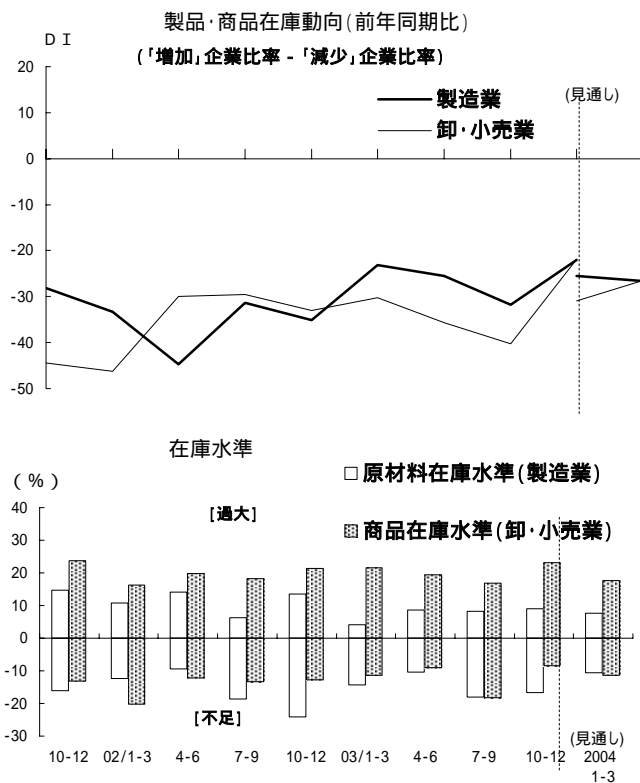 製品･商品在庫動向(前年同期比)
ＤＩ
(｢増加｣企業比率 - ｢減少｣企業比率)
20
10
0
-10
-20
-30
-40
-50
製造業
卸･小売業
(見通し)
在庫水準
(％)
40
30
20
10
0
-10
-20
-30
[過大]
[不足]
原材料在庫水準(製造業)
商品在庫水準(卸･小売業)
(見通し)
10-12 02/1-3 4-6 7-9 10-12 03/1-3 4-6 7-9 10-12 2004
1-3